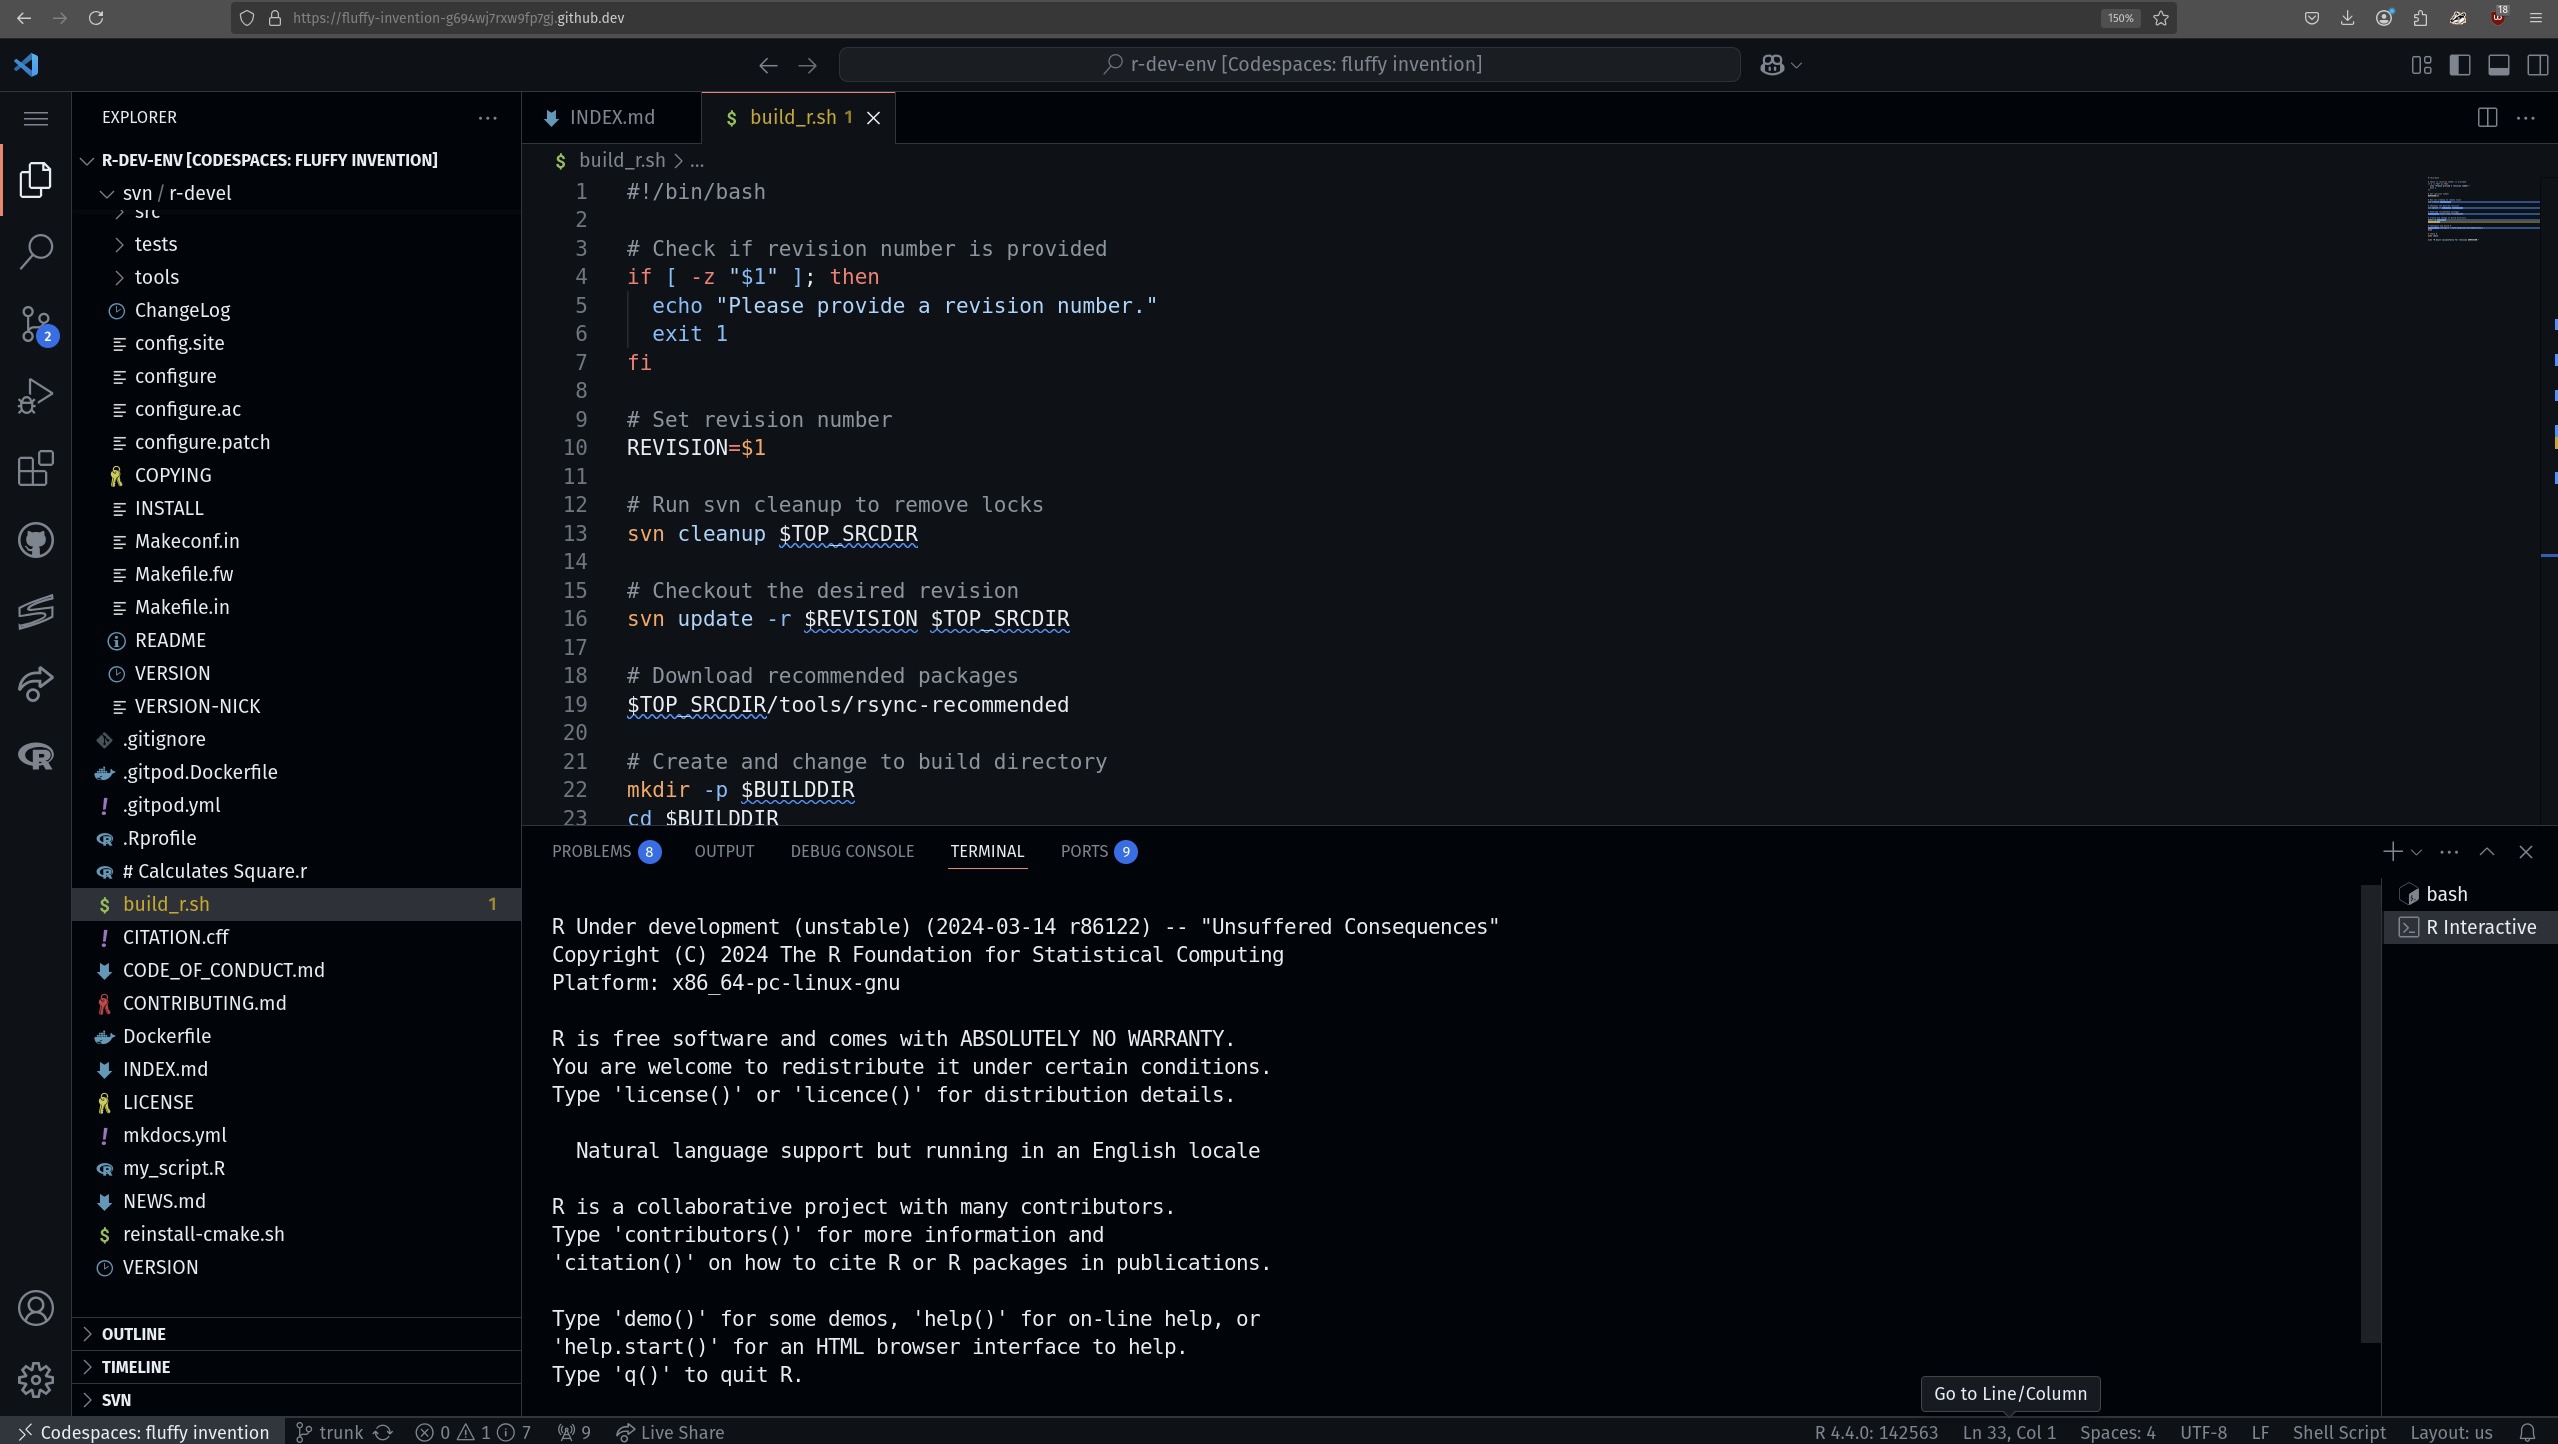 https://fluffy-invention-g694wj7rxw9fp7gj.github.dev
150%
18
r-dev-env [Codespaces: fluffy invention]
EXPLORER
R-DEV-ENV [CODESPACES: FLUFFY INVENTION]
svn / r-devel
src
tests
tools
ChangeLog
config.site
configure
configure.ac
configure.patch
COPYING
INSTALL
Makeconf.in
Makefile.fw
Makefile.in
README
VERSION
VERSION-NICK
.gitignore
.gitpod.Dockerfile
.gitpod.yml
.Rprofile
# Calculates Square.r
build_r.sh 1
CITATION.cff
CODE_OF_CONDUCT.md
CONTRIBUTING.md
Dockerfile
INDEX.md
LICENSE
mkdocs.yml
my_script.R
NEWS.md
reinstall-cmake.sh
VERSION
OUTLINE
TIMELINE
SVN
2
INDEX.md
build_r.sh 1
build_r.sh > ...
1 #!/bin/bash
2
3 # Check if revision number is provided
4 if [ -z "$1" ]; then
5 echo "Please provide a revision number."
6 exit 1
7 fi
8
9 # Set revision number
10 REVISION=$1
11
12 # Run svn cleanup to remove locks
13 svn cleanup $TOP_SRCDIR
14
15 # Checkout the desired revision
16 svn update -r $REVISION $TOP_SRCDIR
17
18 # Download recommended packages
19 $TOP_SRCDIR/tools/rsync-recommended
20
21 # Create and change to build directory
22 mkdir -p $BUILDDIR
23 cd $BUILDDIR
PROBLEMS 8 OUTPUT DEBUG CONSOLE TERMINAL PORTS 9
R Under development (unstable) (2024-03-14 r86122) -- "Unsuffered Consequences"
Copyright (C) 2024 The R Foundation for Statistical Computing
Platform: x86_64-pc-linux-gnu
R is free software and comes with ABSOLUTELY NO WARRANTY.
You are welcome to redistribute it under certain conditions.
Type 'license()' or 'licence()' for distribution details.
Natural language support but running in an English locale
R is a collaborative project with many contributors.
Type 'contributors()' for more information and
'citation()' on how to cite R or R packages in publications.
Type 'demo()' for some demos, 'help()' for on-line help, or
'help.start()' for an HTML browser interface to help.
Type 'q()' to quit R.
bash
R Interactive
Go to Line/Column
Codespaces: fluffy invention trunk 0 1 7 9 Live Share R 4.4.0: 142563 Ln 33, Col 1 Spaces: 4 UTF-8 LF Shell Script Layout: us